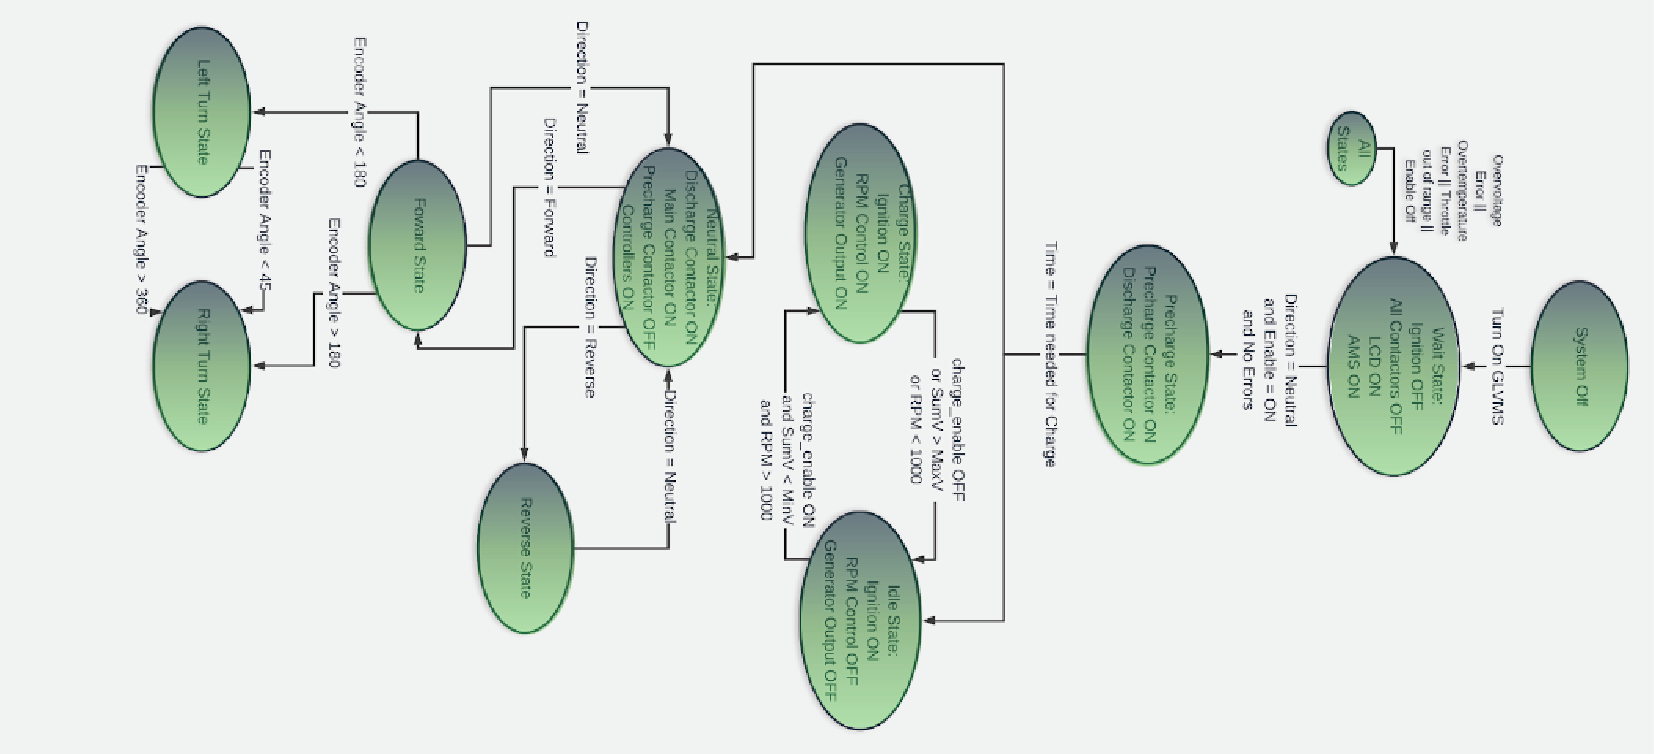 System Off
Turn On GLVMS
Overvoltage
Error ||
Overtemperature
Error || Throttle
out of range ||
Enable Off
All
States
Wait State:
Ignition OFF
All Contactors OFF
LCD ON
AMS ON
Direction = Neutral
and Enable = ON
and No Errors
Precharge State:
Precharge Contactor ON
Discharge Contactor ON
Time = Time needed for Charge
Charge State:
Ignition ON
RPM Control ON
Generator Output ON
charge_enable OFF
or SumV > MaxV
or RPM < 1000
charge_enable ON
and SumV < MinV
and RPM > 1000
Idle State:
Ignition ON
RPM Control OFF
Generator Output OFF
Neutral State:
Discharge Contactor ON
Main Contactor ON
Precharge Contactor OFF
Controllers ON
Direction = Neutral
Direction = Forward
Direction = Reverse
Direction = Neutral
Foward State
Reverse State
Encoder Angle < 180
Encoder Angle > 180
Left Turn State
Encoder Angle < 45
Encoder Angle > 360
Right Turn State